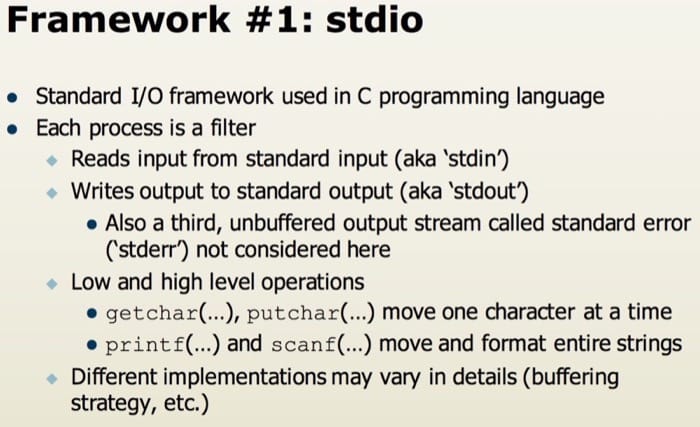 Framework #1: stdio
• Standard I/O framework used in C programming language
• Each process is a filter
◆ Reads input from standard input (aka ‘stdin’)
◆ Writes output to standard output (aka ‘stdout’)
• Also a third, unbuffered output stream called standard error
(‘stderr’) not considered here
◆ Low and high level operations
• getchar(...), putchar(...) move one character at a time
• printf(...) and scanf(...) move and format entire strings
◆ Different implementations may vary in details (buffering
strategy, etc.)